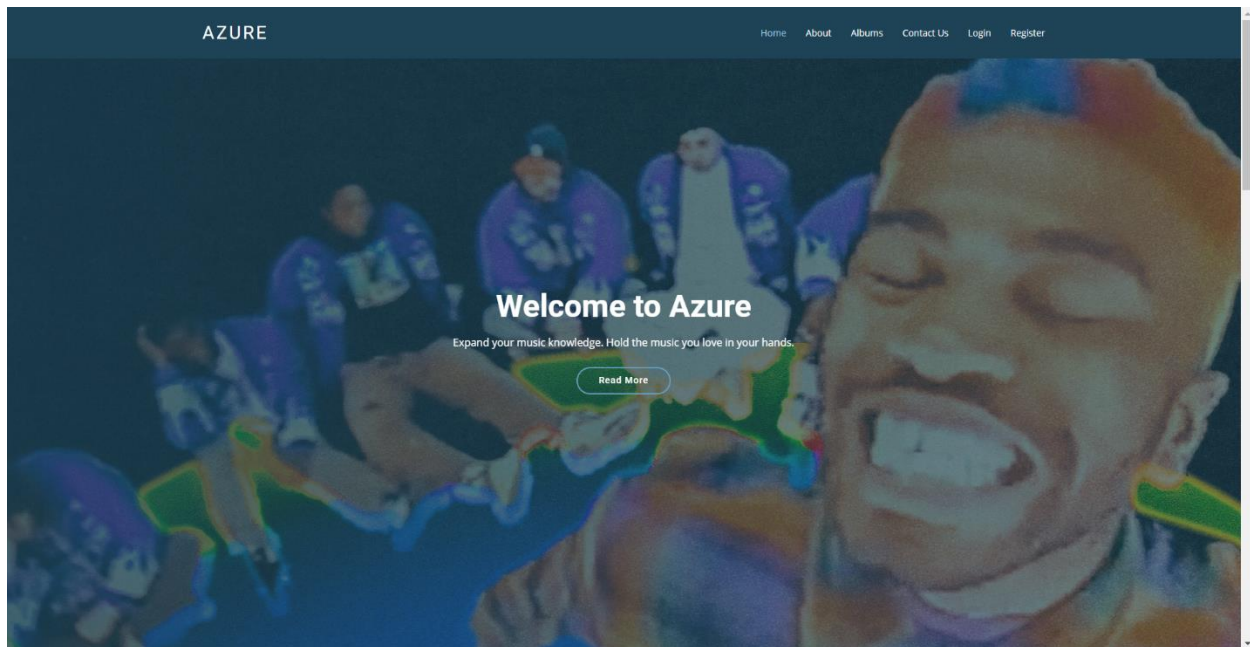 AZURE
Home About Albums Contact Us Login Register
Welcome to Azure
Expand your music knowledge. Hold the music you love in your hands.
Read More